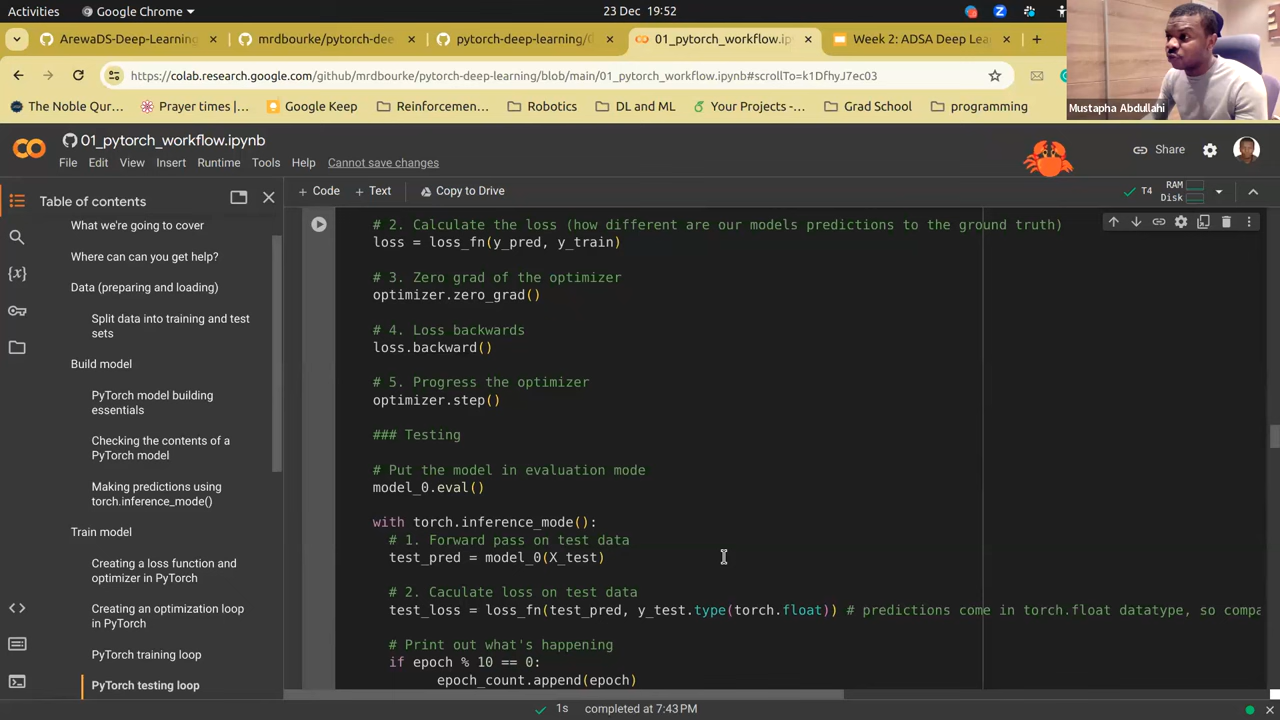 Activities
Google Chrome
23 Dec 19:52
ArewaDS-Deep-Learning
mrdbourke/pytorch-dee
pytorch-deep-learning/
01_pytorch_workflow.ipyn
Week 2: ADSA Deep Lea
https://colab.research.google.com/github/mrdbourke/pytorch-deep-learning/blob/main/01_pytorch_workflow.ipynb#scrollTo=k1DfhyJ7ec03
The Noble Qur...
Prayer times |...
Google Keep
Reinforcemen...
Robotics
DL and ML
Your Projects -...
Grad School
programming
Mustapha Abdullahi
01_pytorch_workflow.ipynb
File Edit View Insert Runtime Tools Help Cannot save changes
Share
Table of contents
+ Code + Text Copy to Drive
T4
RAM
Disk
What we're going to cover
Where can can you get help?
Data (preparing and loading)
Split data into training and test
sets
Build model
PyTorch model building
essentials
Checking the contents of a
PyTorch model
Making predictions using
torch.inference_mode()
Train model
Creating a loss function and
optimizer in PyTorch
Creating an optimization loop
in PyTorch
PyTorch training loop
PyTorch testing loop
# 2. Calculate the loss (how different are our models predictions to the ground truth)
loss = loss_fn(y_pred, y_train)
# 3. Zero grad of the optimizer
optimizer.zero_grad()
# 4. Loss backwards
loss.backward()
# 5. Progress the optimizer
optimizer.step()
### Testing
# Put the model in evaluation mode
model_0.eval()
with torch.inference_mode():
# 1. Forward pass on test data
test_pred = model_0(X_test)
# 2. Caculate loss on test data
test_loss = loss_fn(test_pred, y_test.type(torch.float)) # predictions come in torch.float datatype, so compa
# Print out what's happening
if epoch % 10 == 0:
epoch_count.append(epoch)
1s completed at 7:43PM